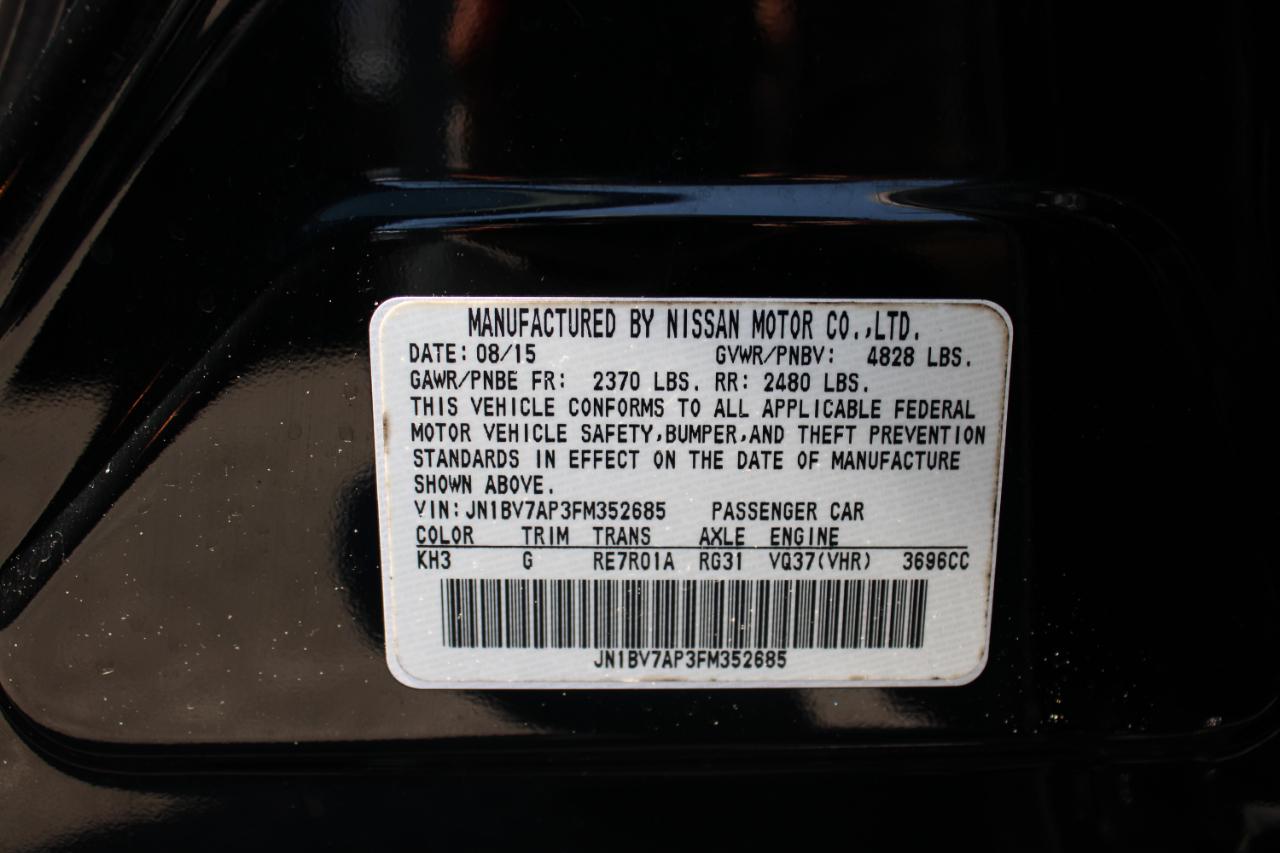 MANUFACTURED BY NISSAN MOTOR CO.,LTD.
DATE: 08/15 GVWR/PNBV: 4828 LBS.
GAWR/PNBE FR: 2370 LBS. RR: 2480 LBS.
THIS VEHICLE CONFORMS TO ALL APPLICABLE FEDERAL
MOTOR VEHICLE SAFETY,BUMPER,AND THEFT PREVENTION
STANDARDS IN EFFECT ON THE DATE OF MANUFACTURE
SHOWN ABOVE.
VIN: JN1BV7AP3FM352685 PASSENGER CAR
COLOR TRIM TRANS AXLE ENGINE
KH3 G RE7R01A RG31 VQ37(VHR) 3696CC
JN1BV7AP3FM352685